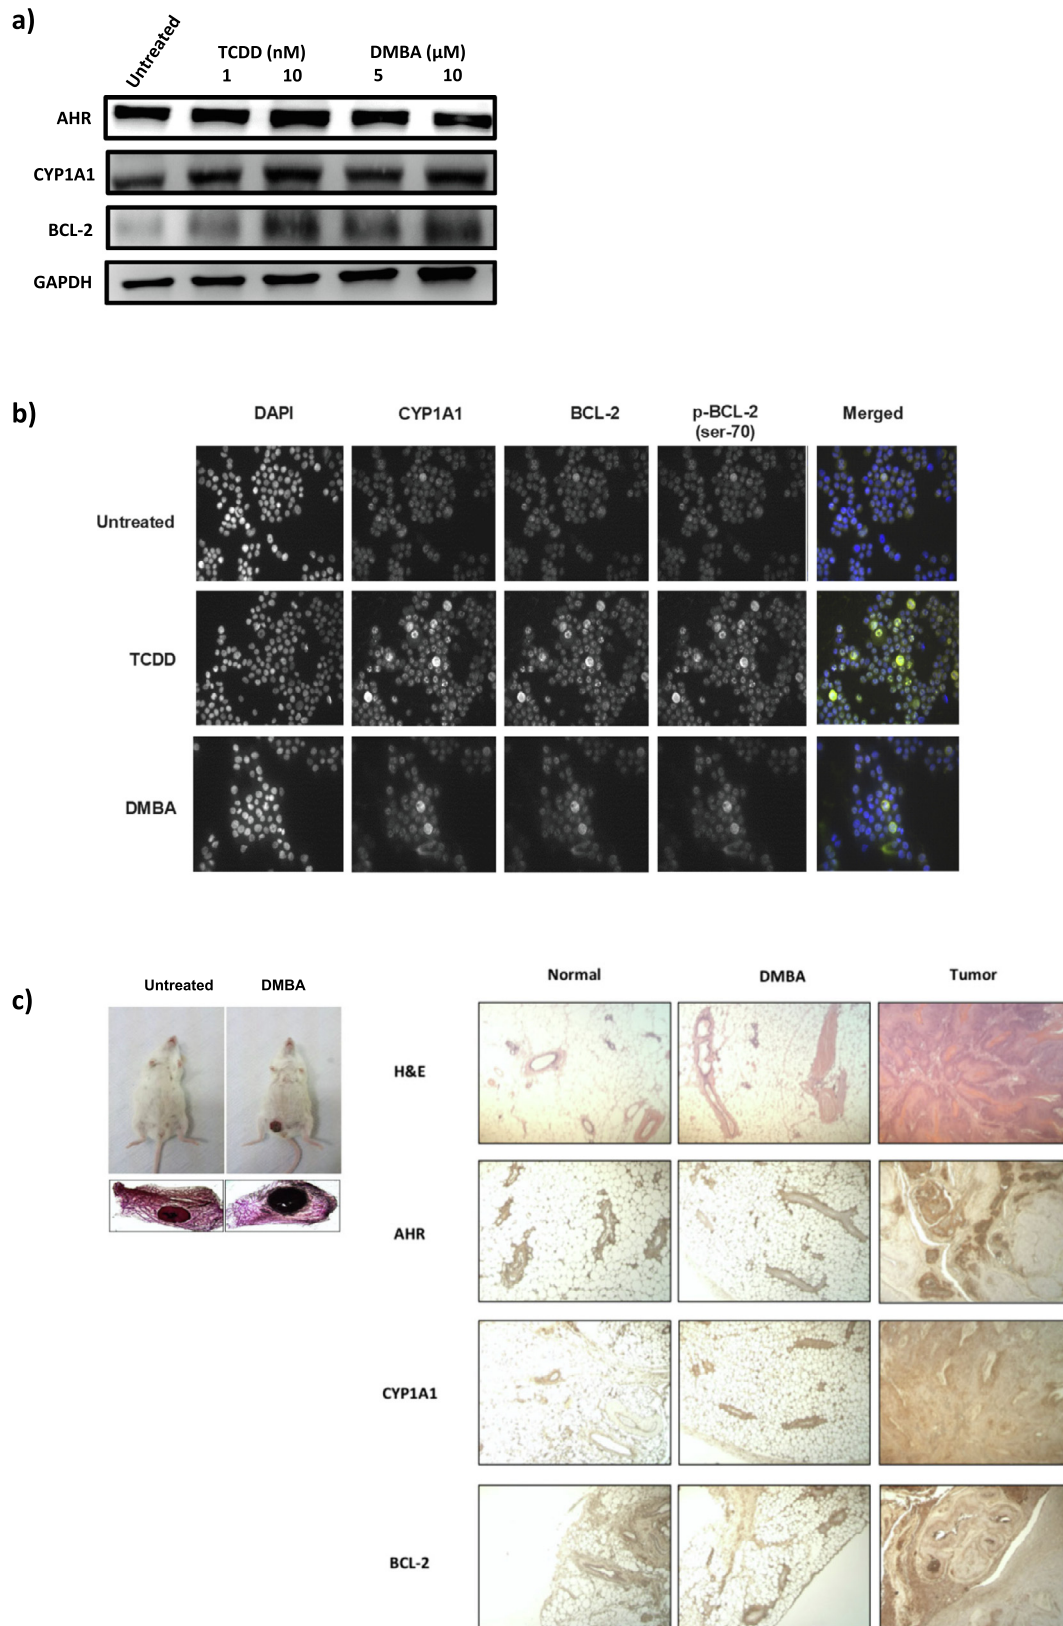 a)
Untreated
TCDD (nM)
DMBA (µM)
1
10
5
10
AHR
CYP1A1
BCL-2
GAPDH
b)
DAPI
CYP1A1
BCL-2
p-BCL-2
(ser-70)
Merged
Untreated
TCDD
DMBA
c)
Untreated
DMBA
Normal
DMBA
Tumor
H&E
AHR
CYP1A1
BCL-2